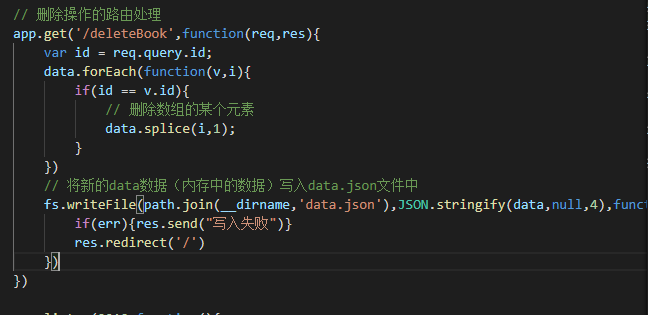 // 删除操作的路由处理
app.get('/deleteBook',function(req,res){
    var id = req.query.id;
    data.forEach(function(v,i){
        if(id == v.id){
            // 删除数组的某个元素
            data.splice(i,1);
        }
    })
    // 将新的data数据（内存中的数据）写入data.json文件中
    fs.writeFile(path.join(__dirname,'data.json'),JSON.stringify(data,null,4),func
        if(err){res.send("写入失败")}
        res.redirect('/')
    })
})